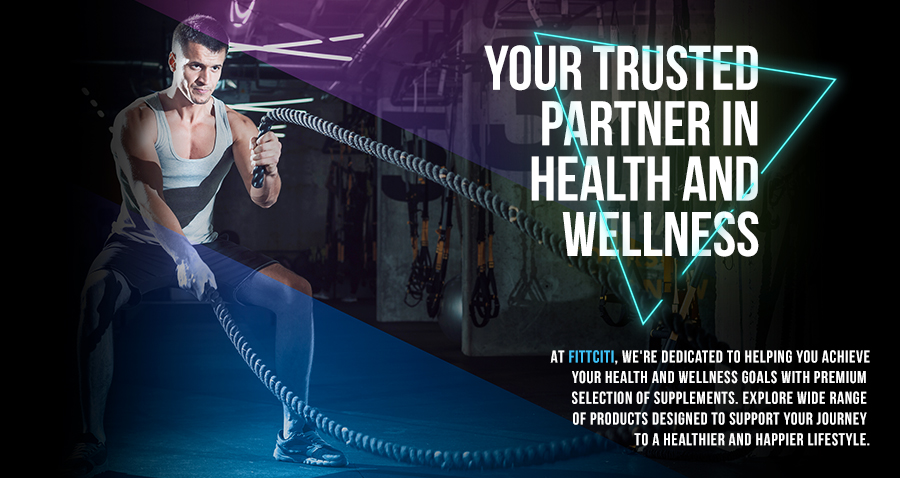 YOUR TRUSTED
PARTNER IN
HEALTH AND
WELLNESS
AT FITTCITI, WE'RE DEDICATED TO HELPING YOU ACHIEVE
YOUR HEALTH AND WELLNESS GOALS WITH PREMIUM
SELECTION OF SUPPLEMENTS. EXPLORE WIDE RANGE
OF PRODUCTS DESIGNED TO SUPPORT YOUR JOURNEY
TO A HEALTHIER AND HAPPIER LIFESTYLE.